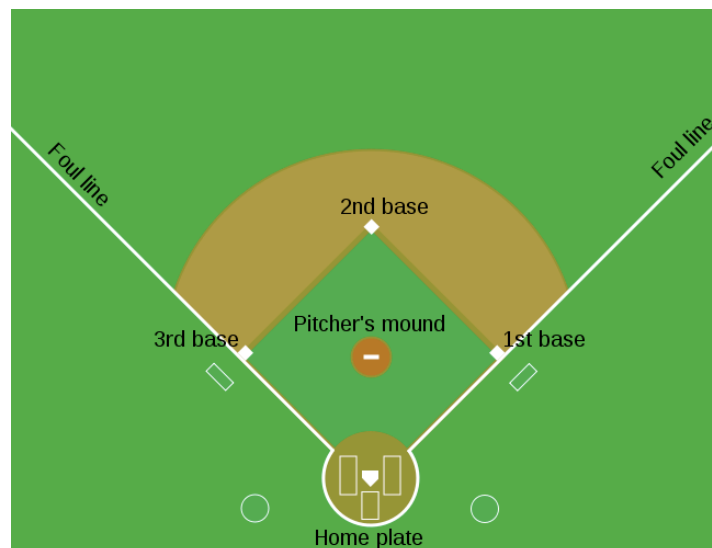 Foul line
Foul line
2nd base
Pitcher's mound
3rd base
1st base
Home plate